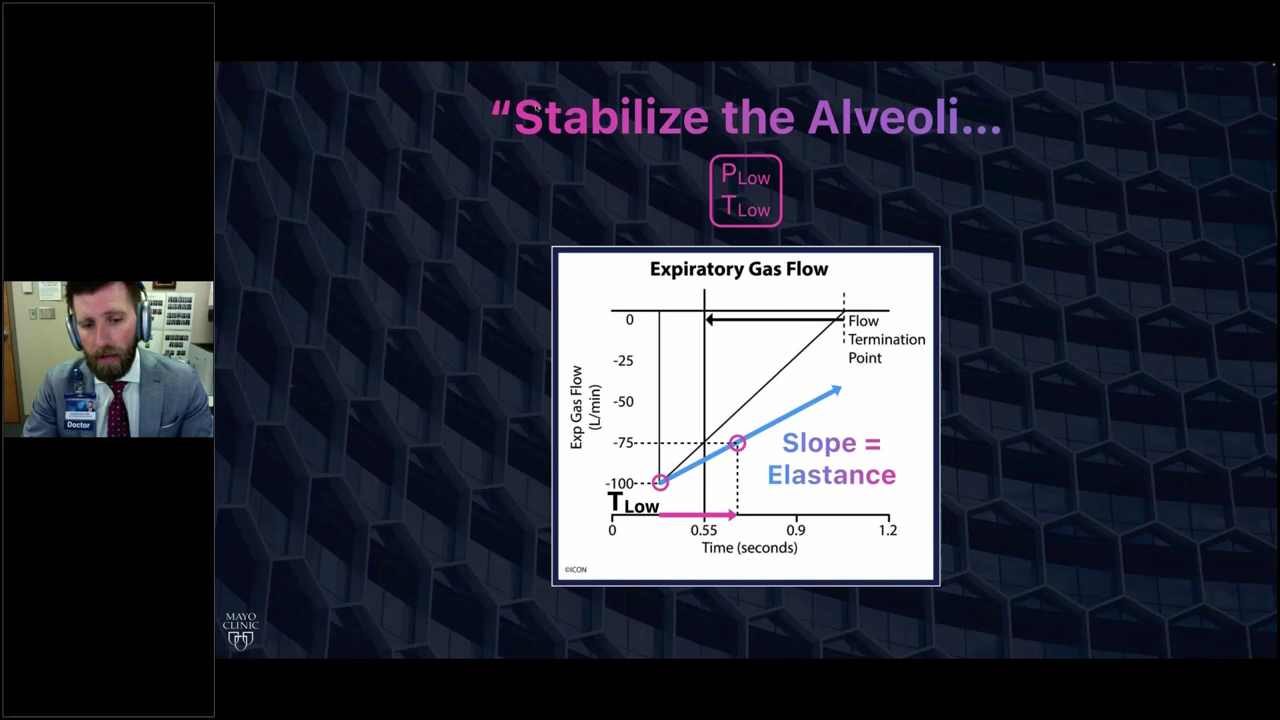 “Stabilize the Alveoli...
PLow
TLow
Expiratory Gas Flow
0
-25
-50
-75
-100
Exp Gas Flow
(L/min)
Flow
Termination
Point
Slope =
Elastance
TLow
0 0.55 0.9 1.2
Time (seconds)
©ICON
Doctor
MAYO
CLINIC